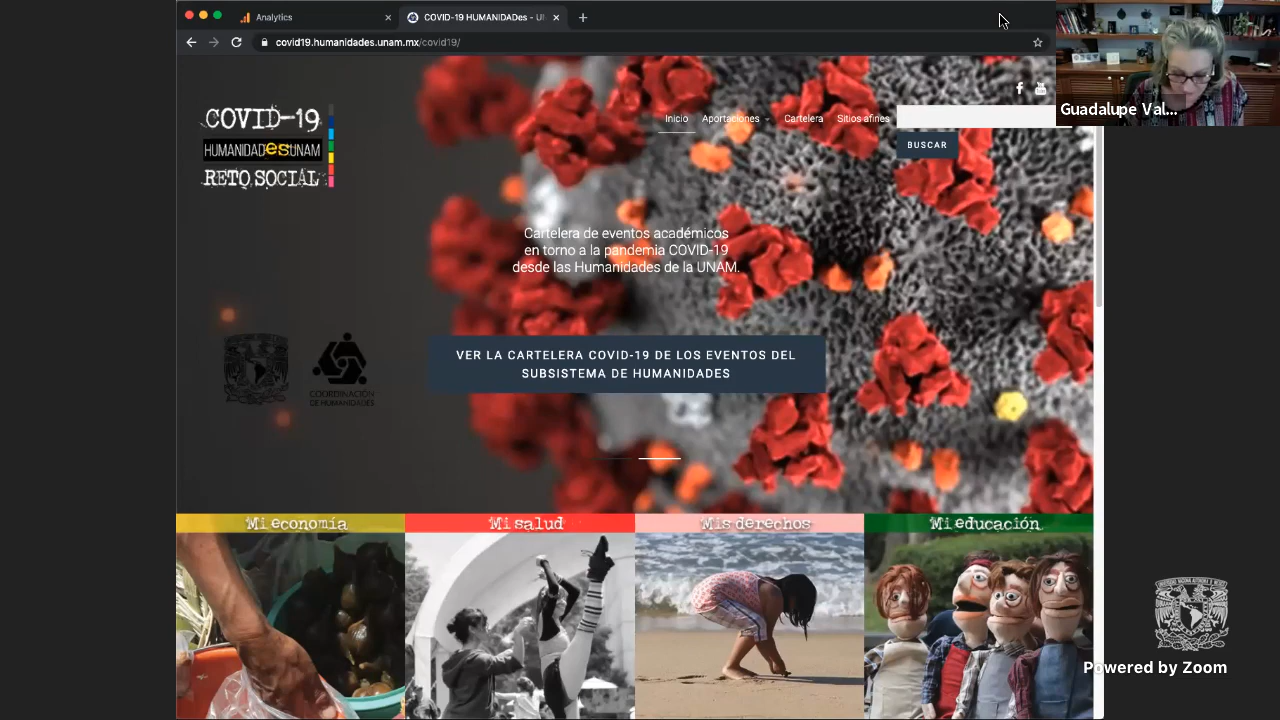 Analytics
COVID-19 HUMANIDADes - U
covid19.humanidades.unam.mx/covid19/
Guadalupe Val...
COVID-19
HUMANIDADesUNAM
RETO SOCIAL
Inicio
Aportaciones
Cartelera
Sitios afines
BUSCAR
Cartelera de eventos académicos
en torno a la pandemia COVID-19
desde las Humanidades de la UNAM.
VER LA CARTELERA COVID-19 DE LOS EVENTOS DEL
SUBSISTEMA DE HUMANIDADES
COORDINACIÓN
DE HUMANIDADES
Mi economía
Mi salud
Mis derechos
Mi educación
Powered by Zoom